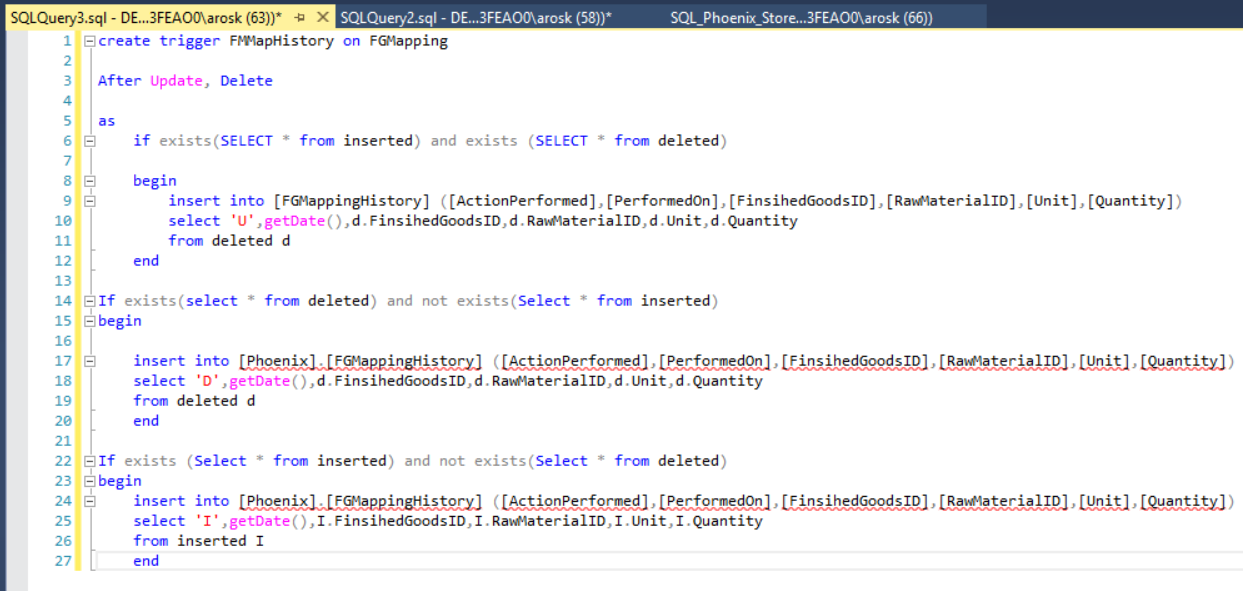 SQLQuery3.sql - DE...3FEAO0\arosk (63))* SQLQuery2.sql - DE...3FEAO0\arosk (58))* SQL_Phoenix_Store...3FEAO0\arosk (66))
1 create trigger FMMapHistory on FGMapping
2
3 After Update, Delete
4
5 as
6 if exists(SELECT * from inserted) and exists (SELECT * from deleted)
7
8 begin
9 insert into [FGMappingHistory] ([ActionPerformed],[PerformedOn],[FinsihedGoodsID],[RawMaterialID],[Unit],[Quantity])
10 select 'U',getDate(),d.FinsihedGoodsID,d.RawMaterialID,d.Unit,d.Quantity
11 from deleted d
12 end
13
14 If exists(select * from deleted) and not exists(Select * from inserted)
15 begin
16
17 insert into [Phoenix].[FGMappingHistory] ([ActionPerformed],[PerformedOn],[FinsihedGoodsID],[RawMaterialID],[Unit],[Quantity])
18 select 'D',getDate(),d.FinsihedGoodsID,d.RawMaterialID,d.Unit,d.Quantity
19 from deleted d
20 end
21
22 If exists (Select * from inserted) and not exists(Select * from deleted)
23 begin
24 insert into [Phoenix].[FGMappingHistory] ([ActionPerformed],[PerformedOn],[FinsihedGoodsID],[RawMaterialID],[Unit],[Quantity])
25 select 'I',getDate(),I.FinsihedGoodsID,I.RawMaterialID,I.Unit,I.Quantity
26 from inserted I
27 end